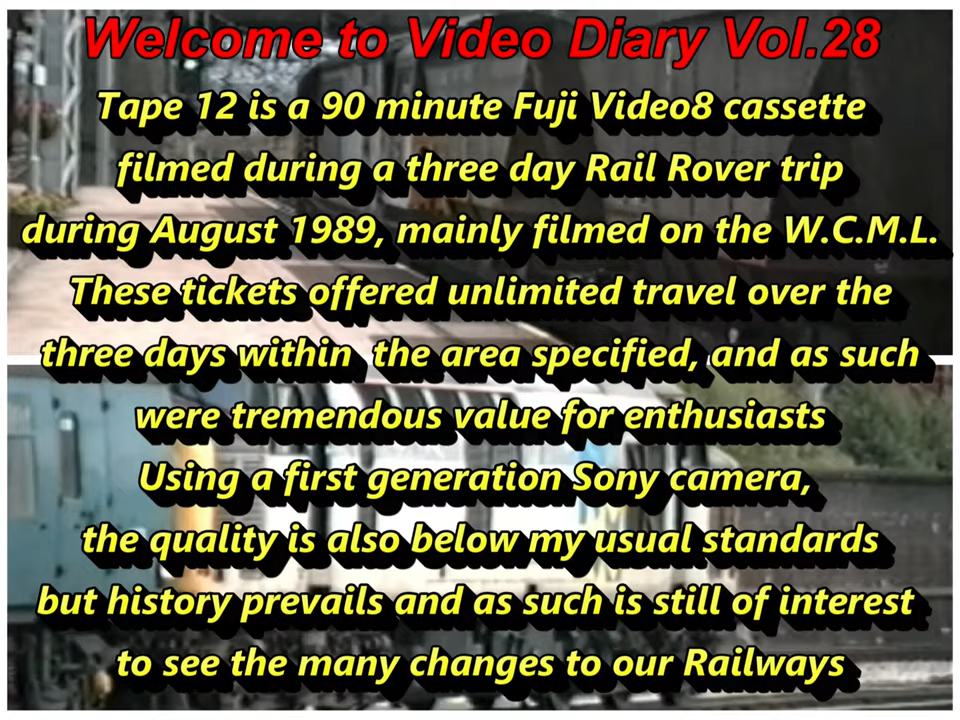 Welcome to Video Diary Vol.28
Tape 12 is a 90 minute Fuji Video8 cassette
filmed during a three day Rail Rover trip
during August 1989, mainly filmed on the W.C.M.L.
These tickets offered unlimited travel over the
three days within the area specified, and as such
were tremendous value for enthusiasts
Using a first generation Sony camera,
the quality is also below my usual standards
but history prevails and as such is still of interest
to see the many changes to our Railways